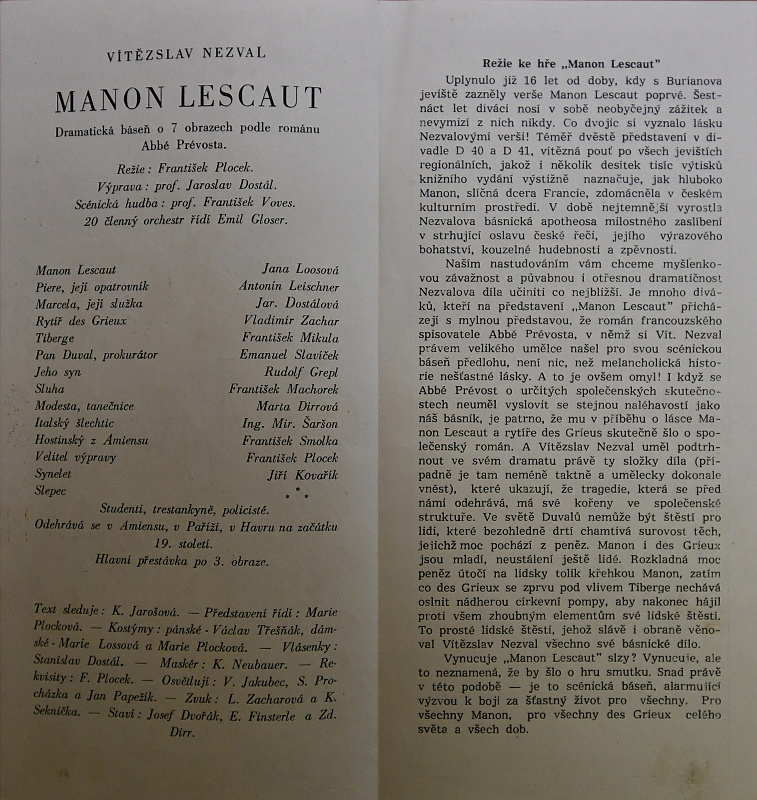 VÍTĚZSLAV NEZVAL
MANON LESCAUT
Dramatická báseň o 7 obrazech podle románu
Abbé Prévosta.
Režie: František Plocek.
Výprava: prof. Jaroslav Dostál.
Scénická hudba: prof. František Voves.
20 členný orchestr řídí Emil Gloser.
Manon Lescaut Jana Loosová
Piere, její opatrovník Antonín Leischner
Marcela, její služka Jar. Dostálová
Rytíř des Grieux Vladimír Zachar
Tiberge František Mikula
Pan Duval, prokurátor Emanuel Slavíček
Jeho syn Rudolf Grepl
Sluha František Machorek
Modesta, tanečnice Marta Dirrová
Italský šlechtic Ing. Mir. Šaršon
Hostinský z Amiensu František Smolka
Velitel výpravy František Plocek
Synelet Jiří Kovařík
Slepec * * *
Studenti, trestankyně, policisté.
Odehrává se v Amiensu, v Paříži, v Havru na začátku
19. století.
Hlavní přestávka po 3. obraze.
Text sleduje: K. Jarošová. — Představení řídí: Marie
Plocková. — Kostýmy: pánské - Václav Třešňák, dám-
ské - Marie Lossová a Marie Plocková. — Vlásenky:
Stanislav Dostál. — Maskér: K. Neubauer. — Re-
kvisity: F. Plocek. — Osvětlují: V. Jakubec, S. Pro-
cházka a Jan Papežík. — Zvuk: L. Zacharová a K.
Seknička. — Staví: Josef Dvořák, E. Finsterle a Zd.
Dirr.
Režie ke hře „Manon Lescaut"
Uplynulo již 16 let od doby, kdy s Burianova
jeviště zazněly verše Manon Lescaut poprvé. Šest-
náct let diváci nosí v sobě neobyčejný zážitek a
nevymizí z nich nikdy. Co dvojic si vyznalo lásku
Nezvalovými verši! Téměř dvěstě představení v di-
vadle D 40 a D 41, vítězná pouť po všech jevištích
regionálních, jakož i několik desítek tisíc výtisků
knižního vydání výstižně naznačuje, jak hluboko
Manon, sličná dcera Francie, zdomácněla v českém
kulturním prostředí. V době nejtemnější vyrostla
Nezvalova básnická apotheosa milostného zaslíbení
v strhující oslavu české řeči, jejího výrazového
bohatství, kouzelné hudebnosti a zpěvnosti.
Naším nastudováním vám chceme myšlenko-
vou závažnost a půvabnou i otřesnou dramatičnost
Nezvalova díla učiniti co nejbližší. Je mnoho divá-
ků, kteří na představení „Manon Lescaut" přichá-
zejí s mylnou představou, že román francouzského
spisovatele Abbé Prévosta, v němž si Vít. Nezval
právem velikého umělce našel pro svou scénickou
báseň předlohu, není nic, než melancholická histo-
rie nešťastné lásky. A to je ovšem omyl! I když se
Abbé Prévost o určitých společenských skutečno-
stech neuměl vyslovit se stejnou naléhavostí jako
náš básník, je patrno, že mu v příběhu o lásce Ma-
non Lescaut a rytíře des Grieus skutečně šlo o spo-
lečenský román. A Vítězslav Nezval uměl podtrh-
nout ve svém dramatu právě ty složky díla (pří-
padně je tam neméně taktně a umělecky dokonale
vnést), které ukazují, že tragedie, která se před
námi odehrává, má své kořeny ve společenské
struktuře. Ve světě Duvalů nemůže být štěstí pro
lidi, které bezohledně drtí chamtivá surovost těch,
jejichž moc pochází z peněz. Manon i des Grieux
jsou mladí, neustálení ještě lidé. Rozkladná moc
peněz útočí na lidsky tolik křehkou Manon, zatím
co des Grieux se zprvu pod vlivem Tiberge nechává
oslnit nádherou církevní pompy, aby nakonec hájil
proti všem zhoubným elementům své lidské štěstí.
To prosté lidské štěstí, jehož slávě i obraně věno-
val Vítězslav Nezval všechno své básnické dílo.
Vynucuje „Manon Lescaut" slzy? Vynucuje, ale
to neznamená, že by šlo o hru smutku. Snad právě
v této podobě — je to scénická báseň, alarmující
výzvou k boji za šťastný život pro všechny. Pro
všechny Manon, pro všechny des Grieux celého
světa a všech dob.